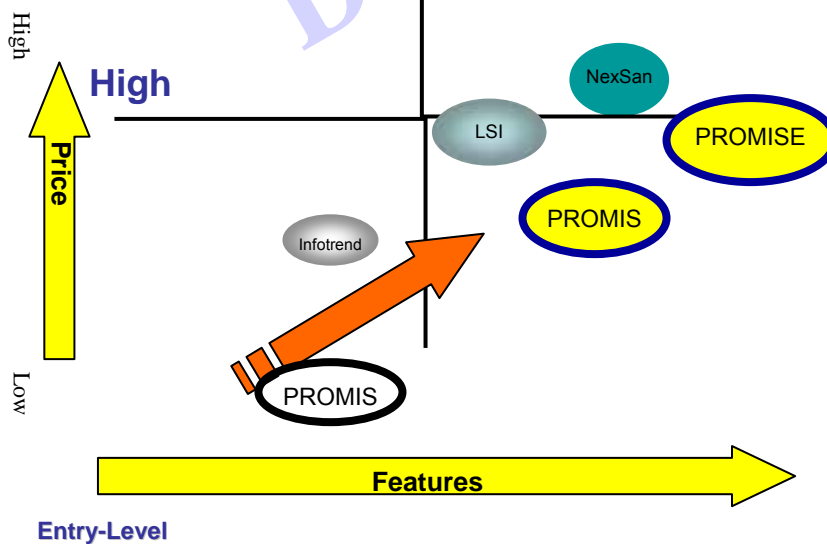 High
High
NexSan
LSI
PROMISE
Price
PROMIS
Infotrend
Low
PROMIS
Features
Entry-Level